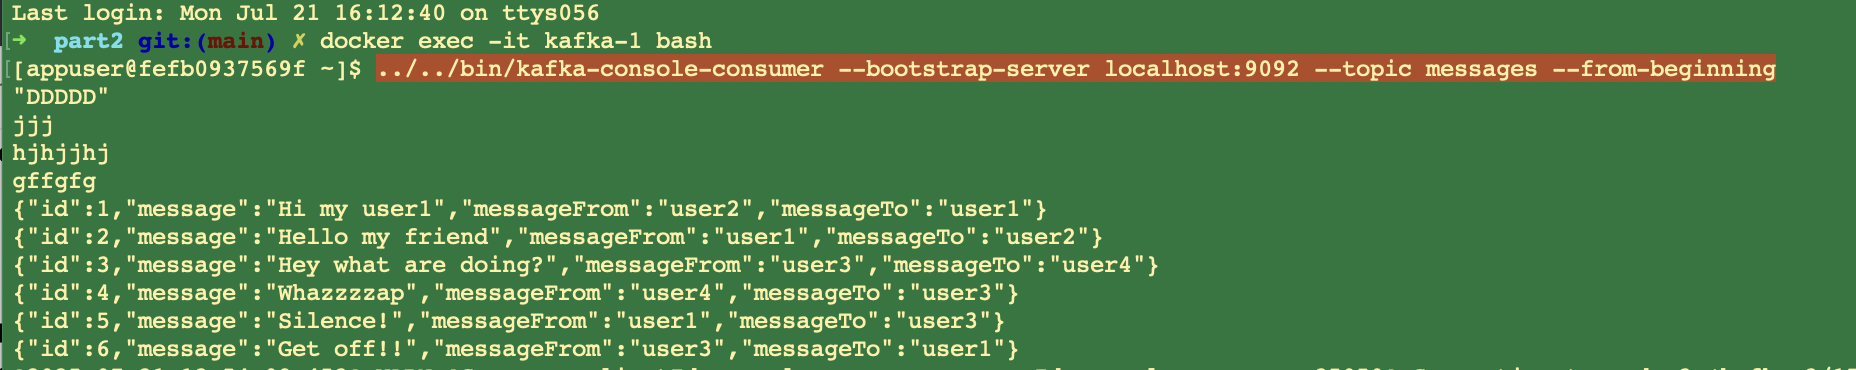 Last login: Mon Jul 21 16:12:40 on ttys056
[➜  part2 git:(main) ✗ docker exec -it kafka-1 bash
[[appuser@fefb0937569f ~]$ ../../bin/kafka-console-consumer --bootstrap-server localhost:9092 --topic messages --from-beginning
"DDDDD"
jjj
hjhjjhj
gffgfg
{"id":1,"message":"Hi my user1","messageFrom":"user2","messageTo":"user1"}
{"id":2,"message":"Hello my friend","messageFrom":"user1","messageTo":"user2"}
{"id":3,"message":"Hey what are doing?","messageFrom":"user3","messageTo":"user4"}
{"id":4,"message":"Whazzzzap","messageFrom":"user4","messageTo":"user3"}
{"id":5,"message":"Silence!","messageFrom":"user1","messageTo":"user3"}
{"id":6,"message":"Get off!!","messageFrom":"user3","messageTo":"user1"}